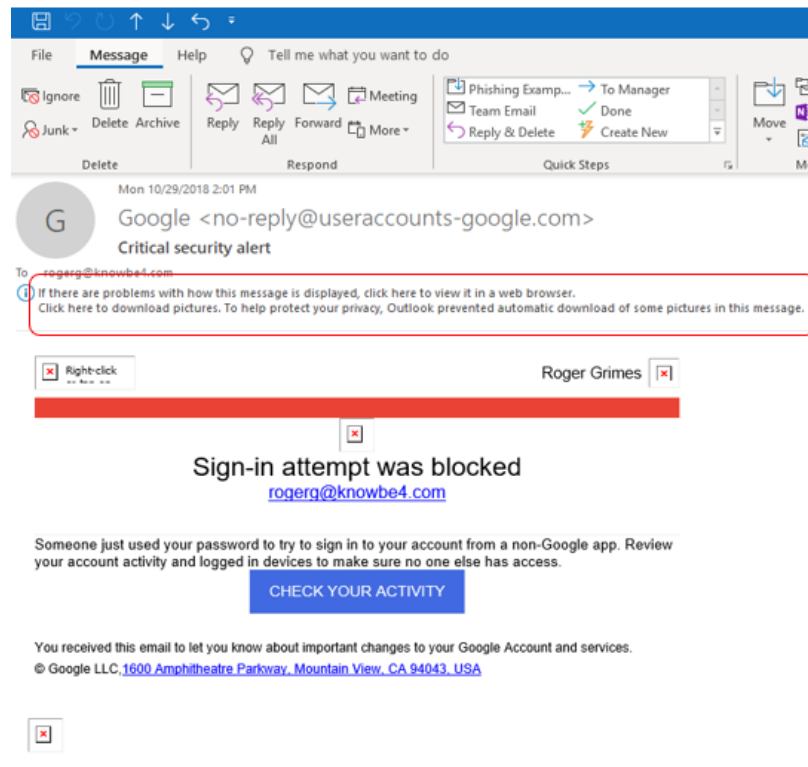 File Message Help Tell me what you want to do
Ignore
Junk
Delete Archive
Reply Reply All Forward
Meeting
More
Phishing Examp... To Manager
Team Email Done
Reply & Delete Create New
Move
Delete Respond Quick Steps
Mon 10/29/2018 2:01 PM
G
Google <no-reply@useraccounts-google.com>
Critical security alert
To rogerg@knowbe4.com
If there are problems with how this message is displayed, click here to view it in a web browser.
Click here to download pictures. To help protect your privacy, Outlook prevented automatic download of some pictures in this message.
Right-click
Roger Grimes
Sign-in attempt was blocked
rogerg@knowbe4.com
Someone just used your password to try to sign in to your account from a non-Google app. Review
your account activity and logged in devices to make sure no one else has access.
CHECK YOUR ACTIVITY
You received this email to let you know about important changes to your Google Account and services.
© Google LLC,1600 Amphitheatre Parkway, Mountain View, CA 94043, USA